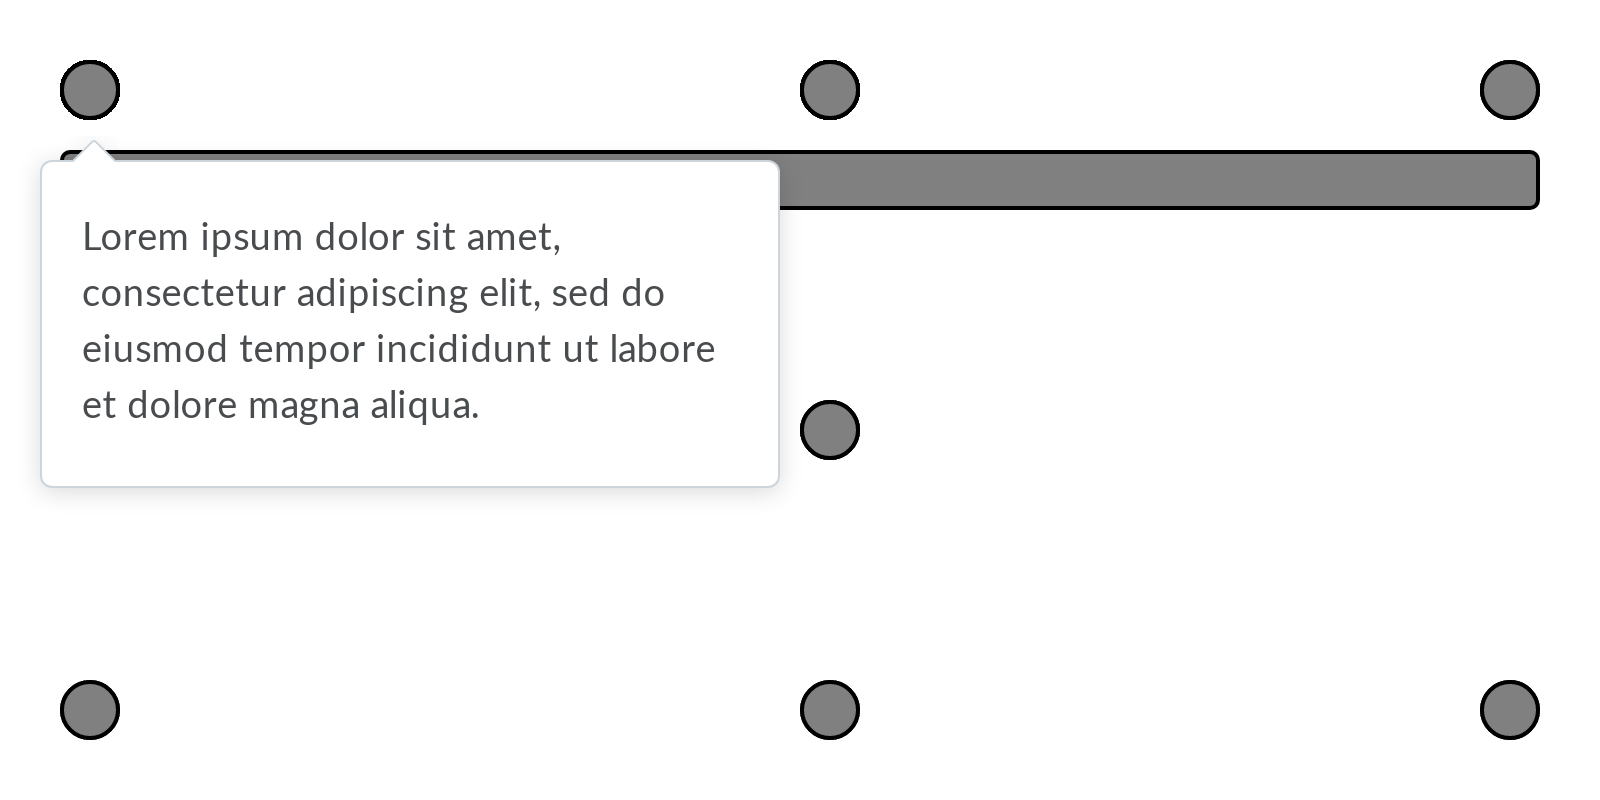 Lorem ipsum dolor sit amet,
consectetur adipiscing elit, sed do
eiusmod tempor incididunt ut labore
et dolore magna aliqua.